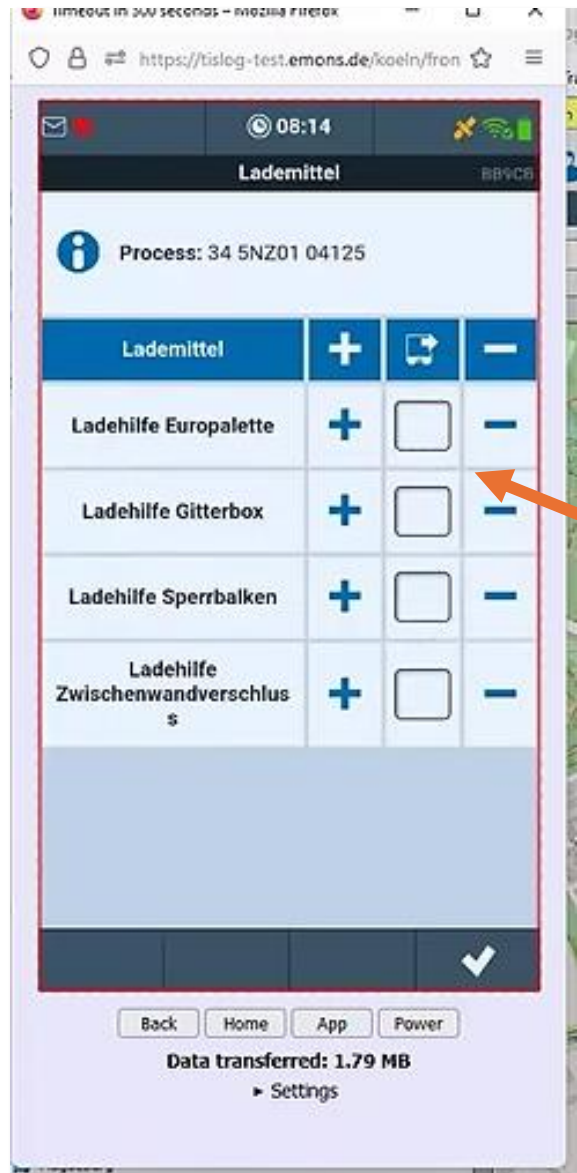 Timeout in 300 seconds – Mozilla Firefox
https://tislog-test.emons.de/koeln/fron
08:14
Lademittel
BB9C6
Process: 34 5NZ01 04125
Lademittel
Ladehilfe Europalette
Ladehilfe Gitterbox
Ladehilfe Sperrbalken
Ladehilfe
Zwischenwandverschlus
s
Back Home App Power
Data transferred: 1.79 MB
▸ Settings